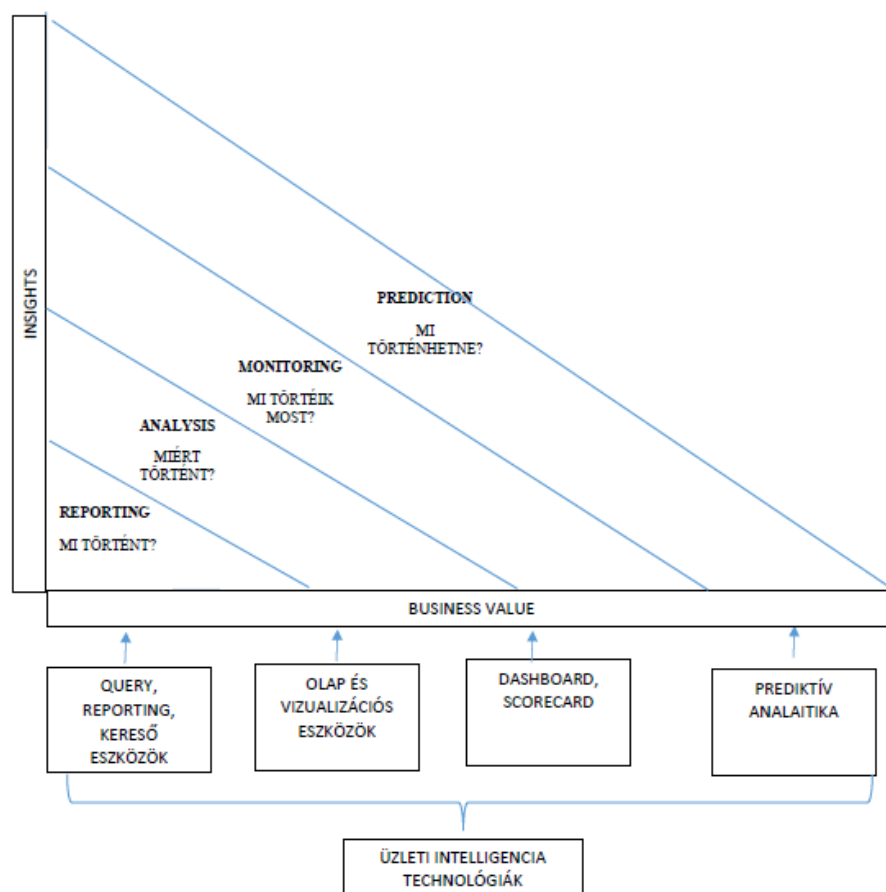 INSIGHTS
PREDICTION
MI
TÖRTÉNHETNE?
MONITORING
MI TÖRTÉIK
MOST?
ANALYSIS
MIÉRT
TÖRTÉNT?
REPORTING
MI TÖRTÉNT?
BUSINESS VALUE
QUERY,
REPORTING,
KERESŐ
ESZKÖZÖK
OLAP ÉS
VIZUALIZÁCIÓS
ESZKÖZÖK
DASHBOARD,
SCORECARD
PREDIKTÍV
ANALAITIKA
ÜZLETI INTELLIGENCIA
TECHNOLÓGIÁK